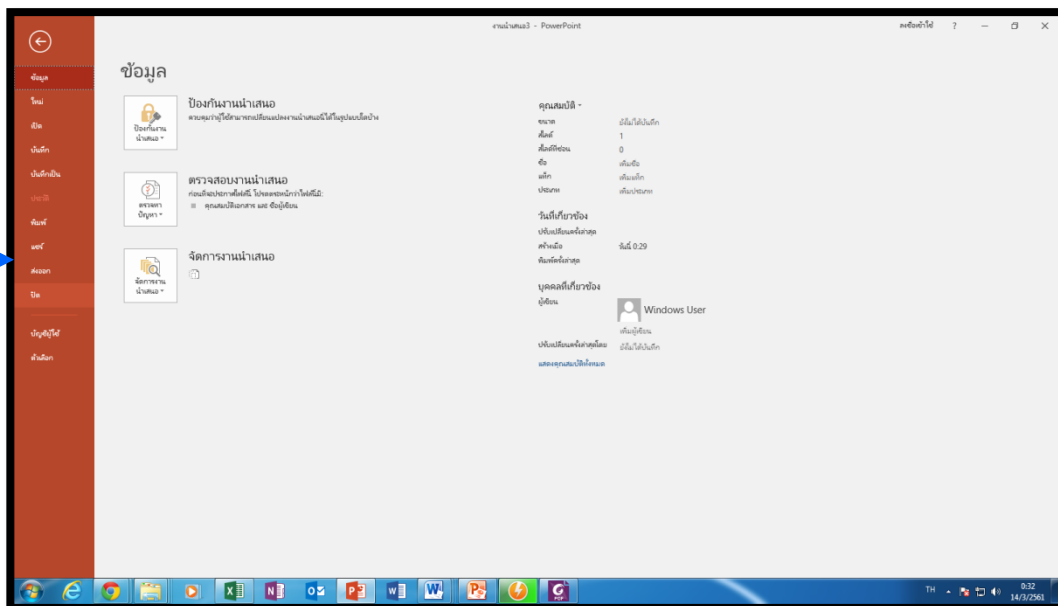 งานนำเสนอ3 - PowerPoint
ลงชื่อเข้าใช้ ?
ข้อมูล
ใหม่
เปิด
บันทึก
บันทึกเป็น
ประวัติ
พิมพ์
แชร์
ส่งออก
ปิด
บัญชีผู้ใช้
ตัวเลือก
ข้อมูล
ป้องกันงาน
นำเสนอ
ป้องกันงานนำเสนอ
ควบคุมว่าผู้ใช้สามารถเปลี่ยนแปลงงานนำเสนอนี้ได้ในรูปแบบใดบ้าง
ตรวจหา
ปัญหา
ตรวจสอบงานนำเสนอ
ก่อนที่จะประกาศไฟล์นี้ โปรดตระหนักว่าไฟล์นี้มี:
คุณสมบัติเอกสาร และ ชื่อผู้เขียน
จัดการงาน
นำเสนอ
จัดการงานนำเสนอ
คุณสมบัติ
ขนาด ยังไม่ได้บันทึก
สไลด์ 1
สไลด์ที่ซ่อน 0
ชื่อ เพิ่มชื่อ
แท็ก เพิ่มแท็ก
ประเภท เพิ่มประเภท
วันที่เกี่ยวข้อง
ปรับเปลี่ยนครั้งล่าสุด
สร้างเมื่อ วันนี้ 0:29
พิมพ์ครั้งล่าสุด
บุคคลที่เกี่ยวข้อง
ผู้เขียน Windows User
เพิ่มผู้เขียน
ปรับเปลี่ยนครั้งล่าสุดโดย ยังไม่ได้บันทึก
แสดงคุณสมบัติทั้งหมด
TH
0:32
14/3/2561